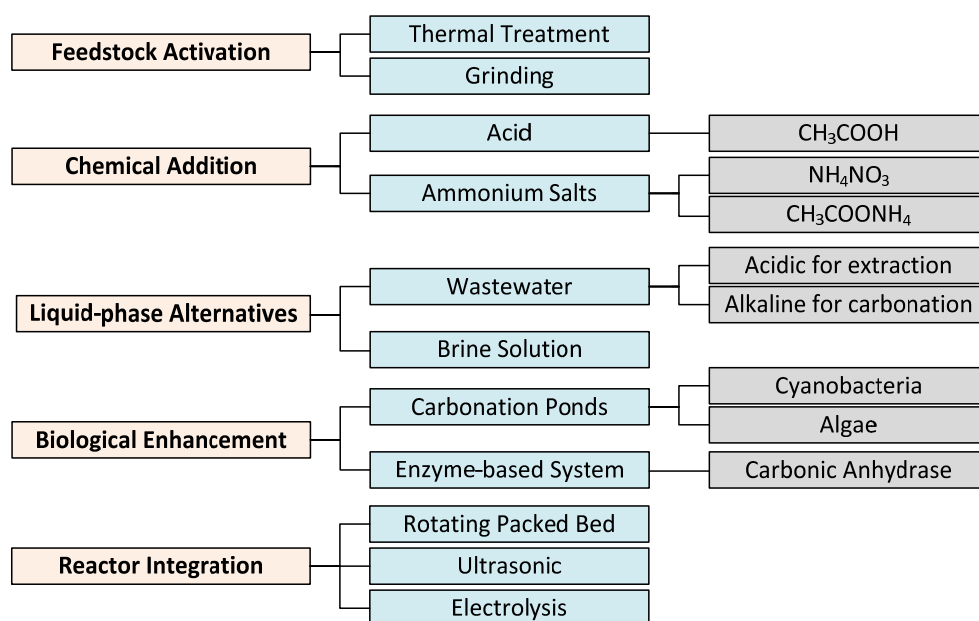 Feedstock Activation
Thermal Treatment
Grinding
Chemical Addition
Acid
CH₃COOH
Ammonium Salts
NH₄NO₃
CH₃COONH₄
Liquid-phase Alternatives
Wastewater
Acidic for extraction
Alkaline for carbonation
Brine Solution
Biological Enhancement
Carbonation Ponds
Cyanobacteria
Algae
Enzyme-based System
Carbonic Anhydrase
Reactor Integration
Rotating Packed Bed
Ultrasonic
Electrolysis